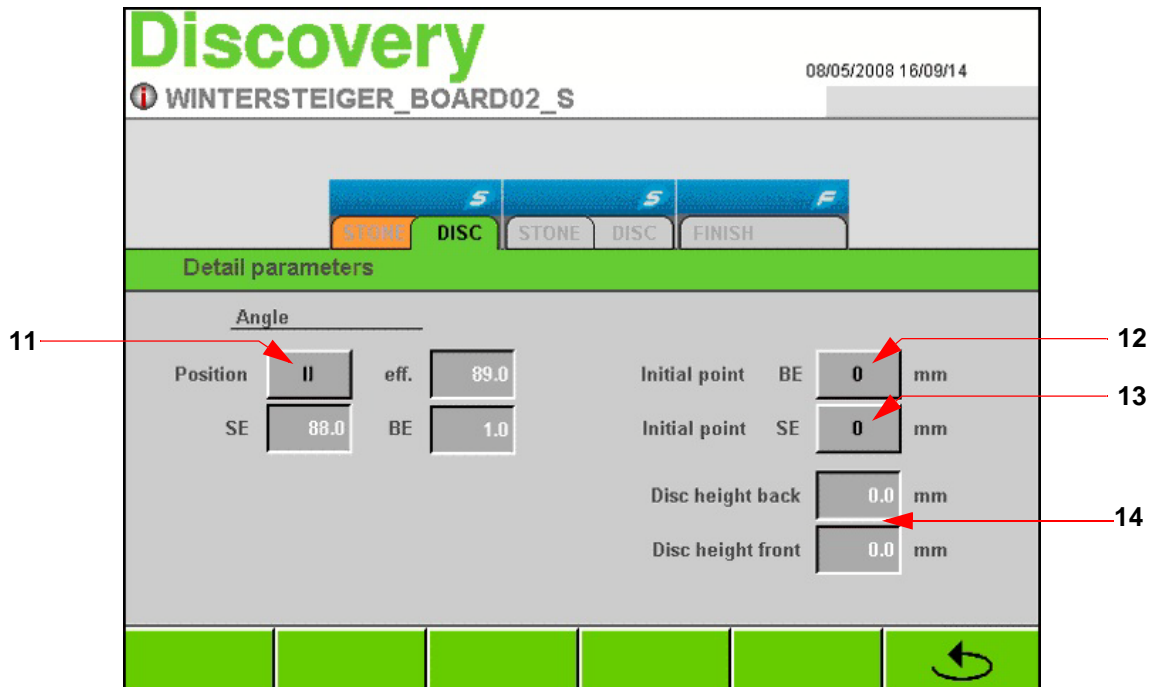 Discovery
08/05/2008 16/09/14
WINTERSTEIGER_BOARD02_S
S S F
STONE DISC STONE DISC FINISH
Detail parameters
Angle
11 12
Position II eff. 89.0 Initial point BE 0 mm
13
SE 88.0 BE 1.0 Initial point SE 0 mm
Disc height back 0.0 mm
14
Disc height front 0.0 mm